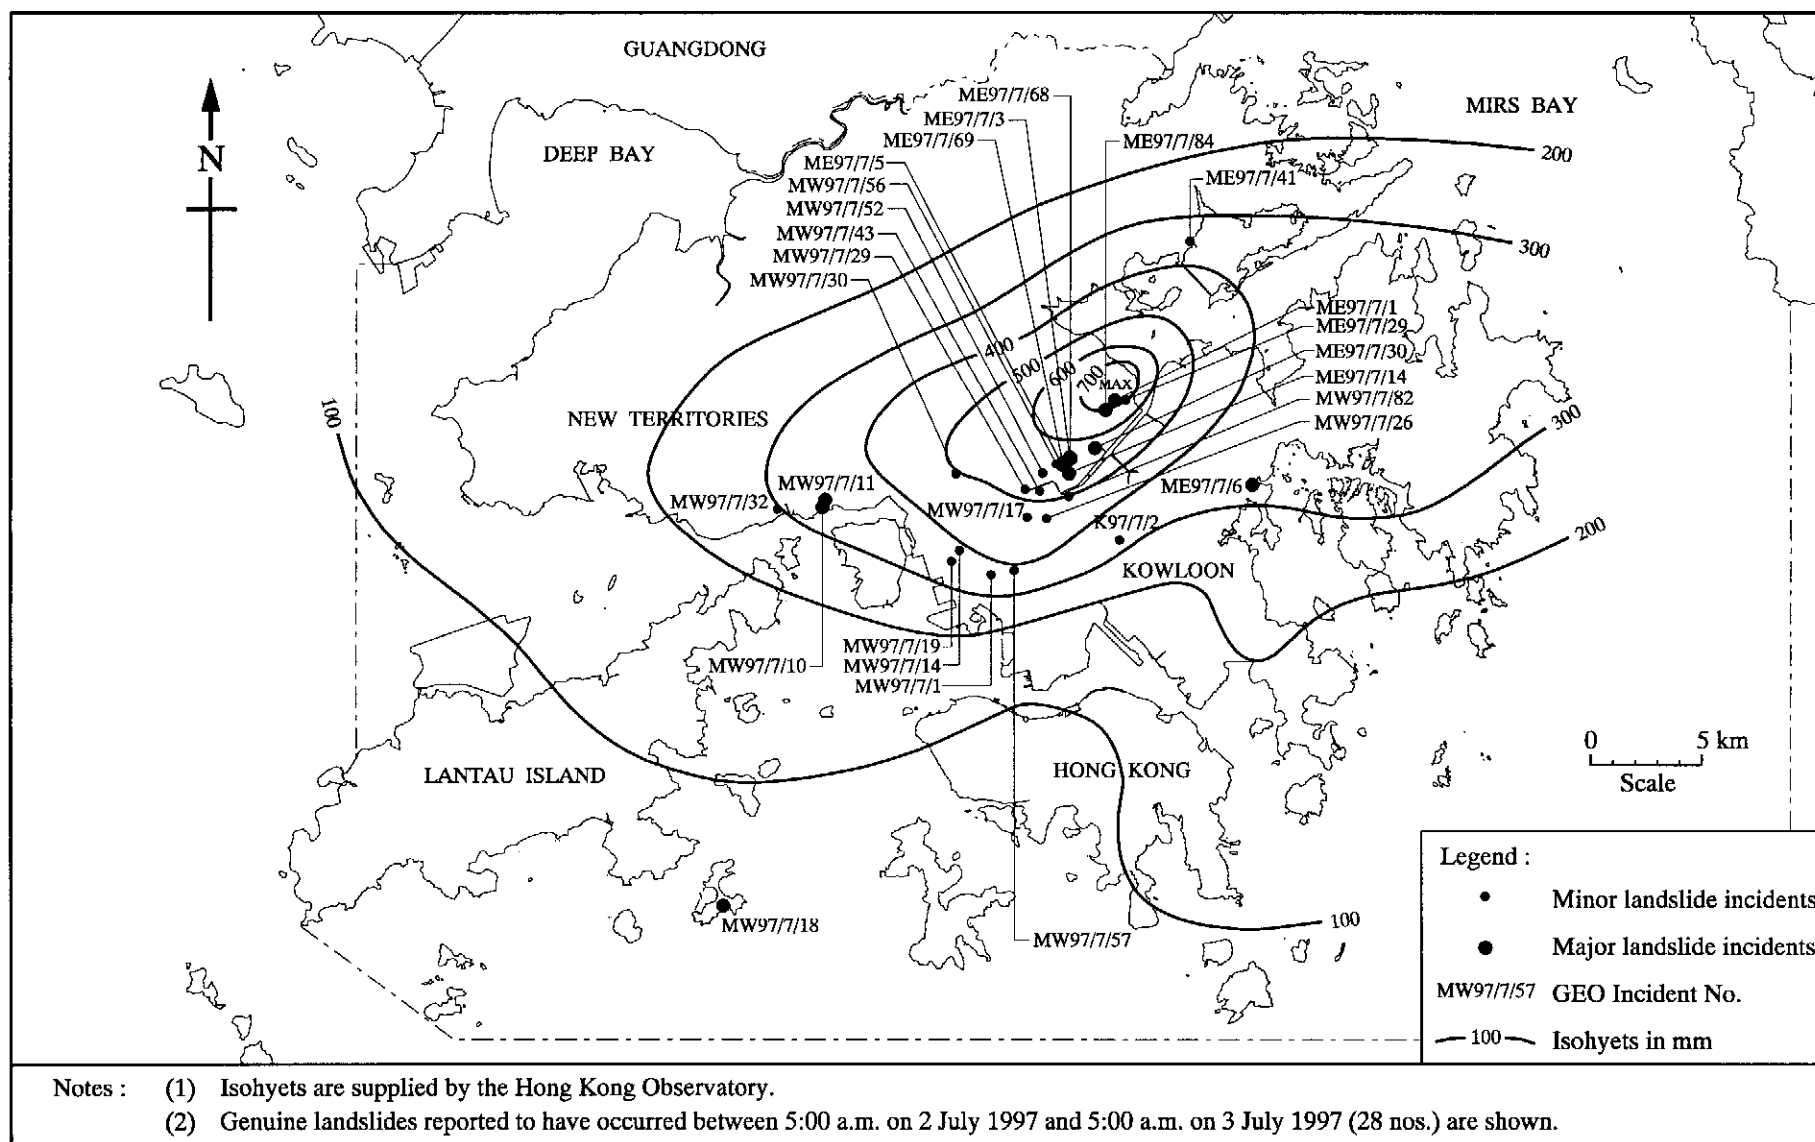 GUANGDONG
MIRS BAY
DEEP BAY
N
ME97/7/68
ME97/7/3
ME97/7/69
ME97/7/84
ME97/7/5
ME97/7/41
MW97/7/56
MW97/7/52
MW97/7/43
MW97/7/29
MW97/7/30
200
300
ME97/7/1
ME97/7/29
ME97/7/30
ME97/7/14
MW97/7/82
MW97/7/26
400
500
600
700
MAX
100
NEW TERRITORIES
300
MW97/7/11
MW97/7/32
ME97/7/6
MW97/7/17
K97/7/2
200
KOWLOON
MW97/7/19
MW97/7/14
MW97/7/10
MW97/7/1
LANTAU ISLAND
HONG KONG
0 5 km
Scale
MW97/7/18
100
MW97/7/57
Legend :
Minor landslide incidents
Major landslide incidents
MW97/7/57 GEO Incident No.
100 Isohyets in mm
Notes : (1) Isohyets are supplied by the Hong Kong Observatory.
(2) Genuine landslides reported to have occurred between 5:00 a.m. on 2 July 1997 and 5:00 a.m. on 3 July 1997 (28 nos.) are shown.